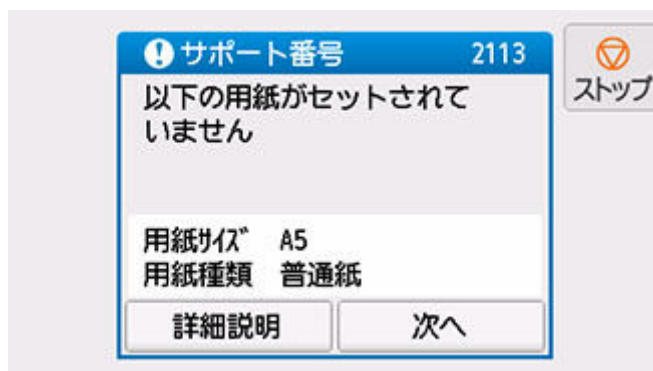 サポート番号 2113
ストップ
以下の用紙がセットされて
いません
用紙ｻｲｽﾞ A5
用紙種類 普通紙
詳細説明 次へ